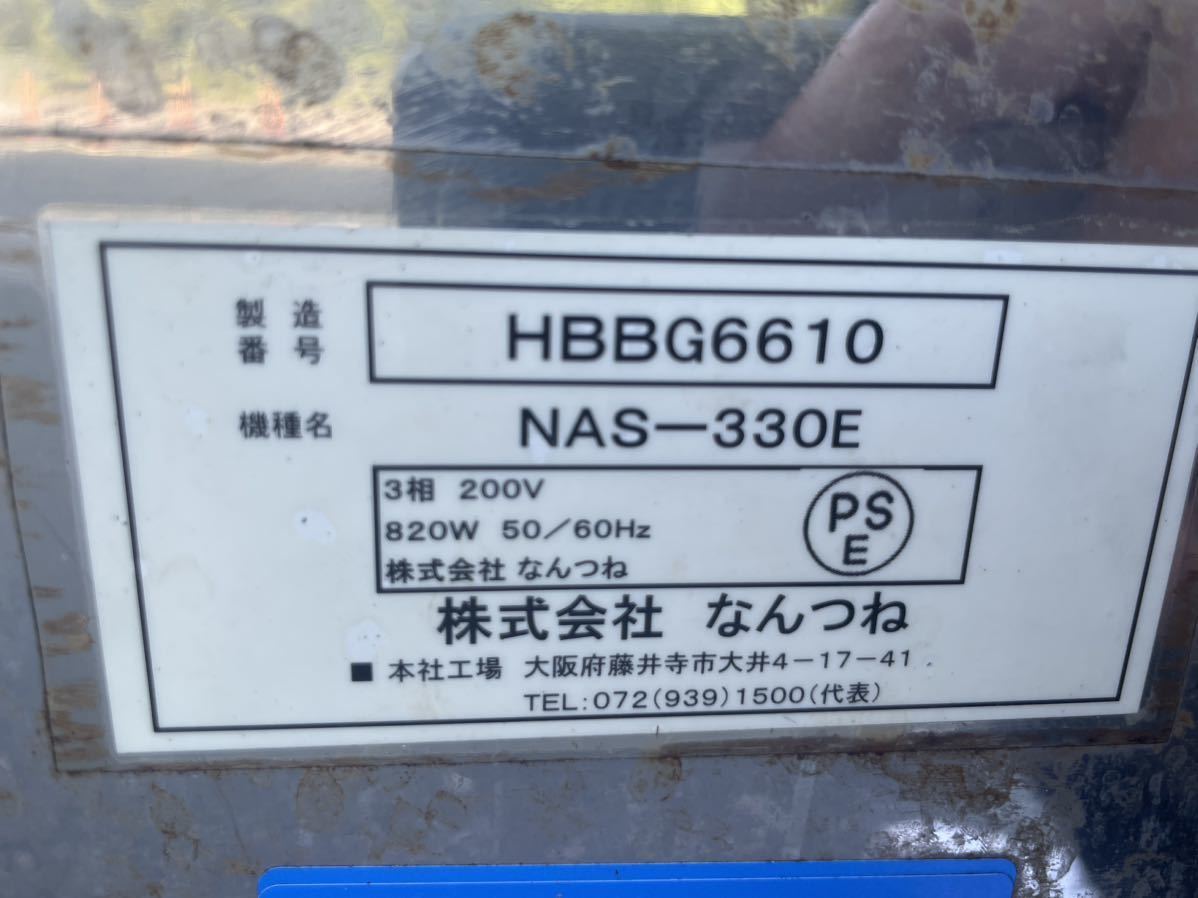 製造番号 HBBG6610
機種名 NAS-330E
3相 200V
820W 50/60Hz
PS
E
株式会社 なんつね
株式会社 なんつね
■ 本社工場 大阪府藤井寺市大井4-17-41
TEL:072(939)1500(代表)